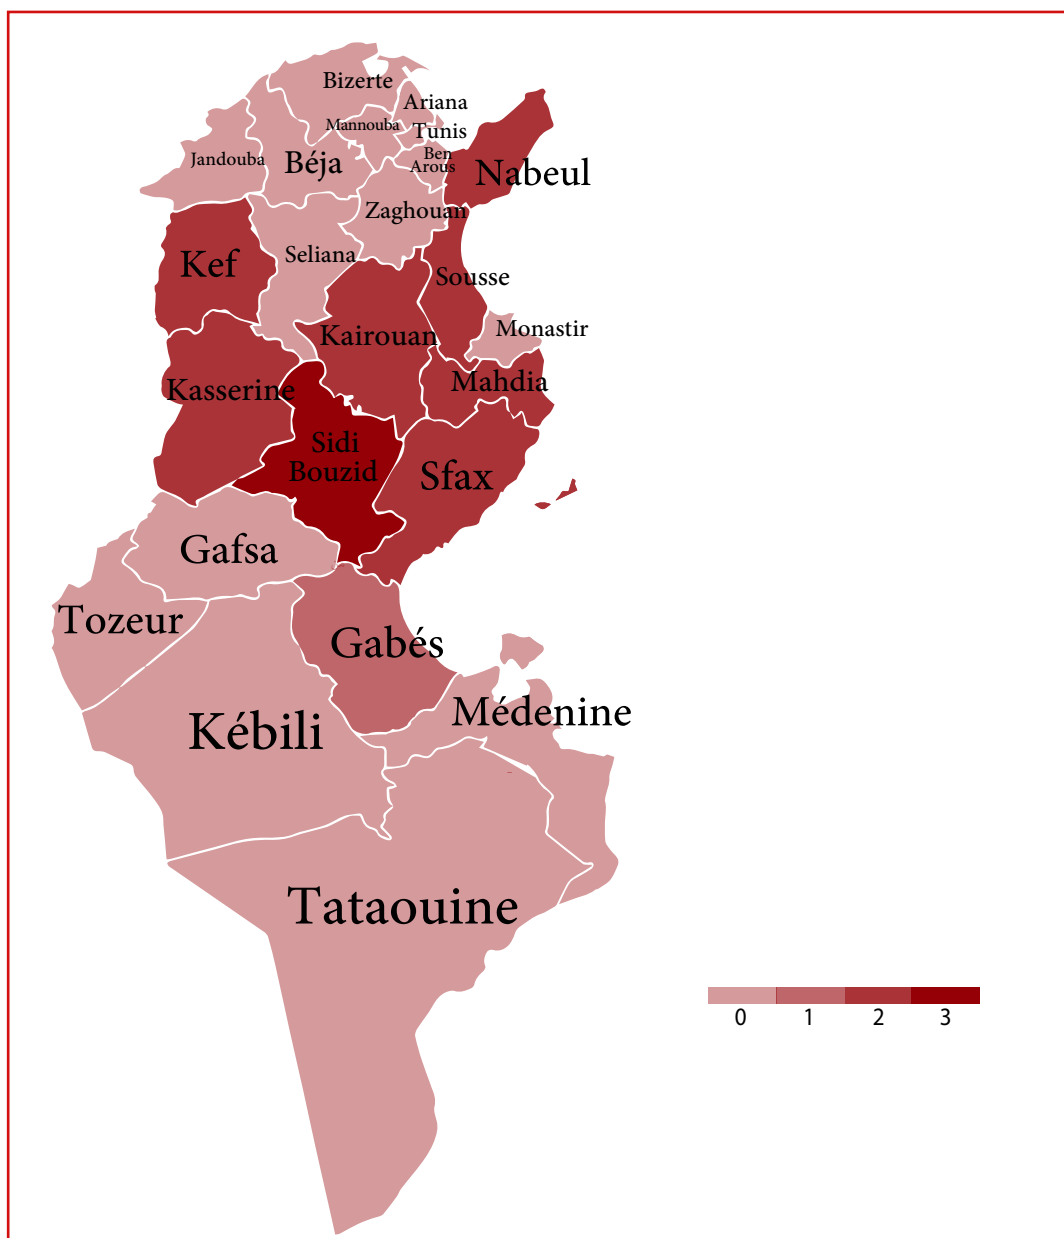 Bizerte
Ariana
Mannouba
Tunis
Jandouba
Béja
Ben
Arous
Nabeul
Zaghouan
Kef
Seliana
Sousse
Kairouan
Monastir
Kasserine
Mahdia
Sidi
Bouzid
Sfax
Gafsa
Tozeur
Gabés
Kébili
Médenine
Tataouine
0 1 2 3